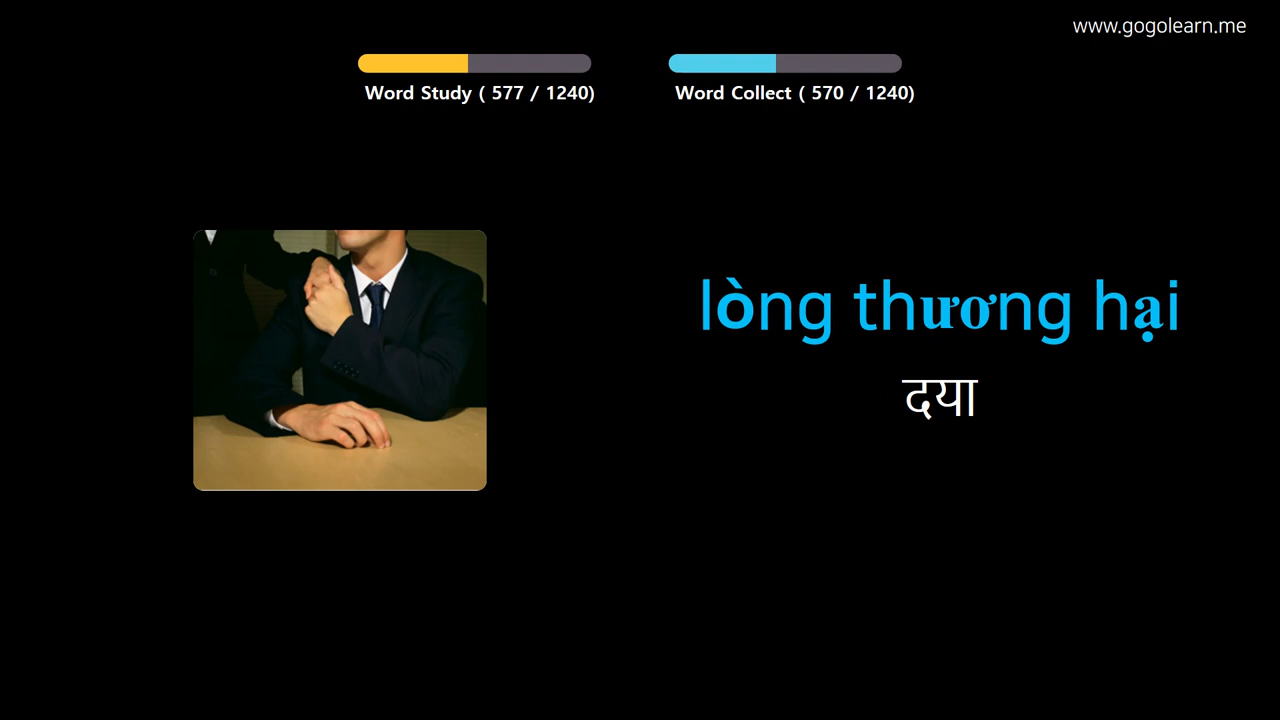 www.gogolearn.me
Word Study ( 577 / 1240)
Word Collect ( 570 / 1240)
lòng thương hại
दया